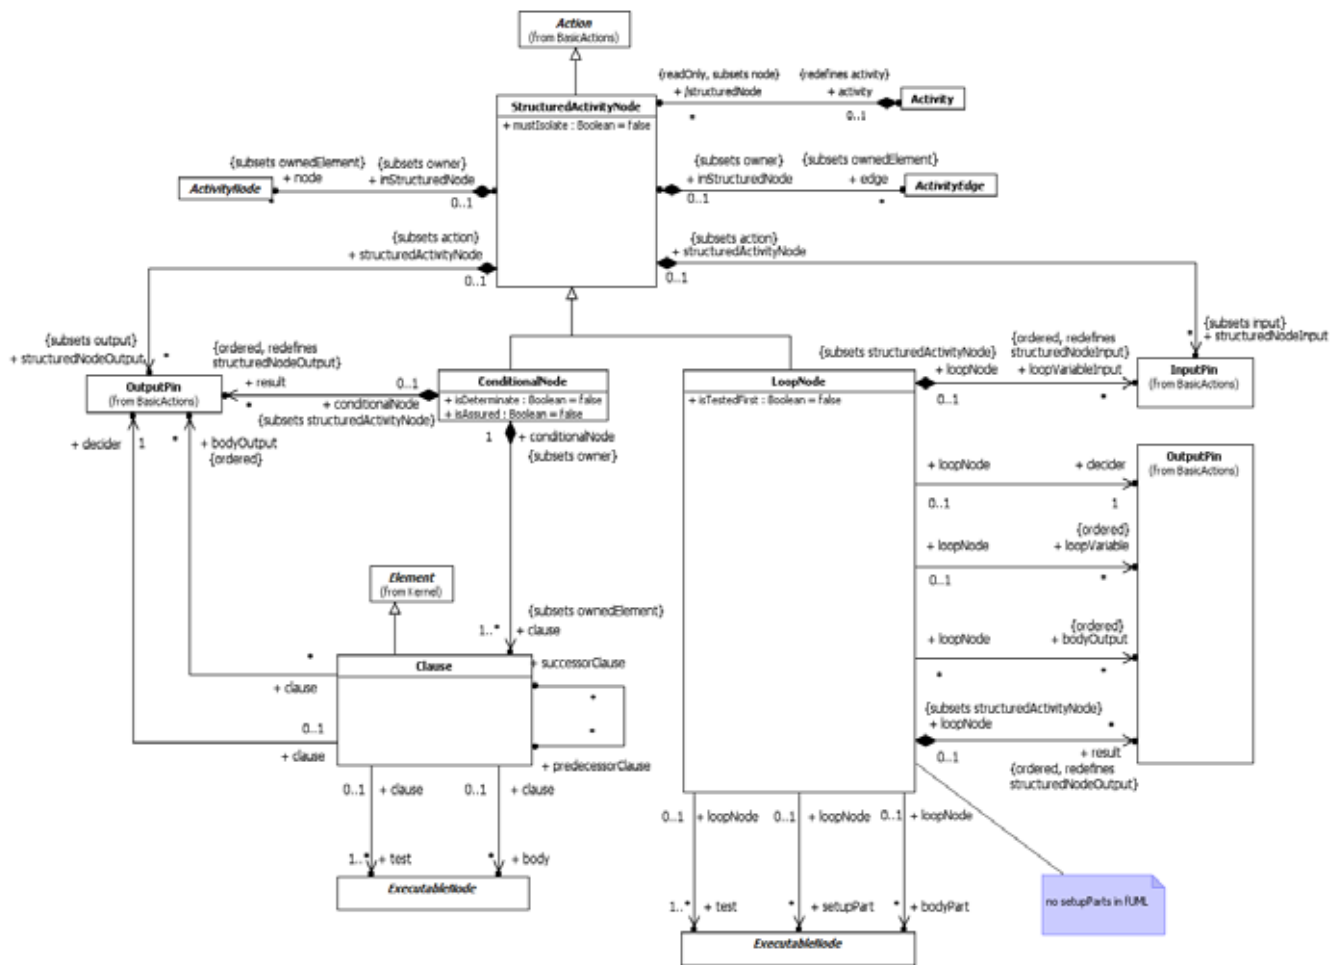 Action
(from BasicActions)
{readOnly, subsets node}
{redefines activity}
+ /structuredNode
+ activity
Activity
*
0..1
StructuredActivityNode
+ mustIsolate : Boolean = false
{subsets ownedElement}
{subsets owner}
+ node
+ inStructuredNode
ActivityNode
*
0..1
{subsets owner}
{subsets ownedElement}
+ inStructuredNode
+ edge
ActivityEdge
0..1
*
{subsets action}
+ structuredActivityNode
0..1
{subsets action}
+ structuredActivityNode
0..1
{subsets output}
+ structuredNodeOutput
*
{subsets input}
+ structuredNodeInput
*
{ordered, redefines
structuredNodeOutput}
+ result
*
0..1
+ conditionalNode
{subsets structuredActivityNode}
OutputPin
(from BasicActions)
ConditionalNode
+ isDeterminate : Boolean = false
+ isAssured : Boolean = false
LoopNode
+ isTestedFirst : Boolean = false
{subsets structuredActivityNode}
+ loopNode
0..1
{ordered, redefines
structuredNodeInput}
+ loopVariableInput
*
InputPin
(from BasicActions)
+ decider
1
*
+ bodyOutput
{ordered}
1
+ conditionalNode
{subsets owner}
OutputPin
(from BasicActions)
+ loopNode
+ decider
0..1
1
{ordered}
+ loopNode
+ loopVariable
0..1
*
Element
(from Kernel)
{subsets ownedElement}
1..*
+ clause
{ordered}
+ loopNode
+ bodyOutput
*
*
Clause
+ successorClause
*
*
+ predecessorClause
*
+ clause
0..1
+ clause
{subsets structuredActivityNode}
+ loopNode
*
0..1
+ result
{ordered, redefines
structuredNodeOutput}
0..1
+ clause
0..1
+ clause
1..*
+ test
*
+ body
ExecutableNode
0..1
+ loopNode
0..1
+ loopNode
0..1
+ loopNode
1..*
+ test
*
+ setupPart
*
+ bodyPart
ExecutableNode
no setupParts in fUML